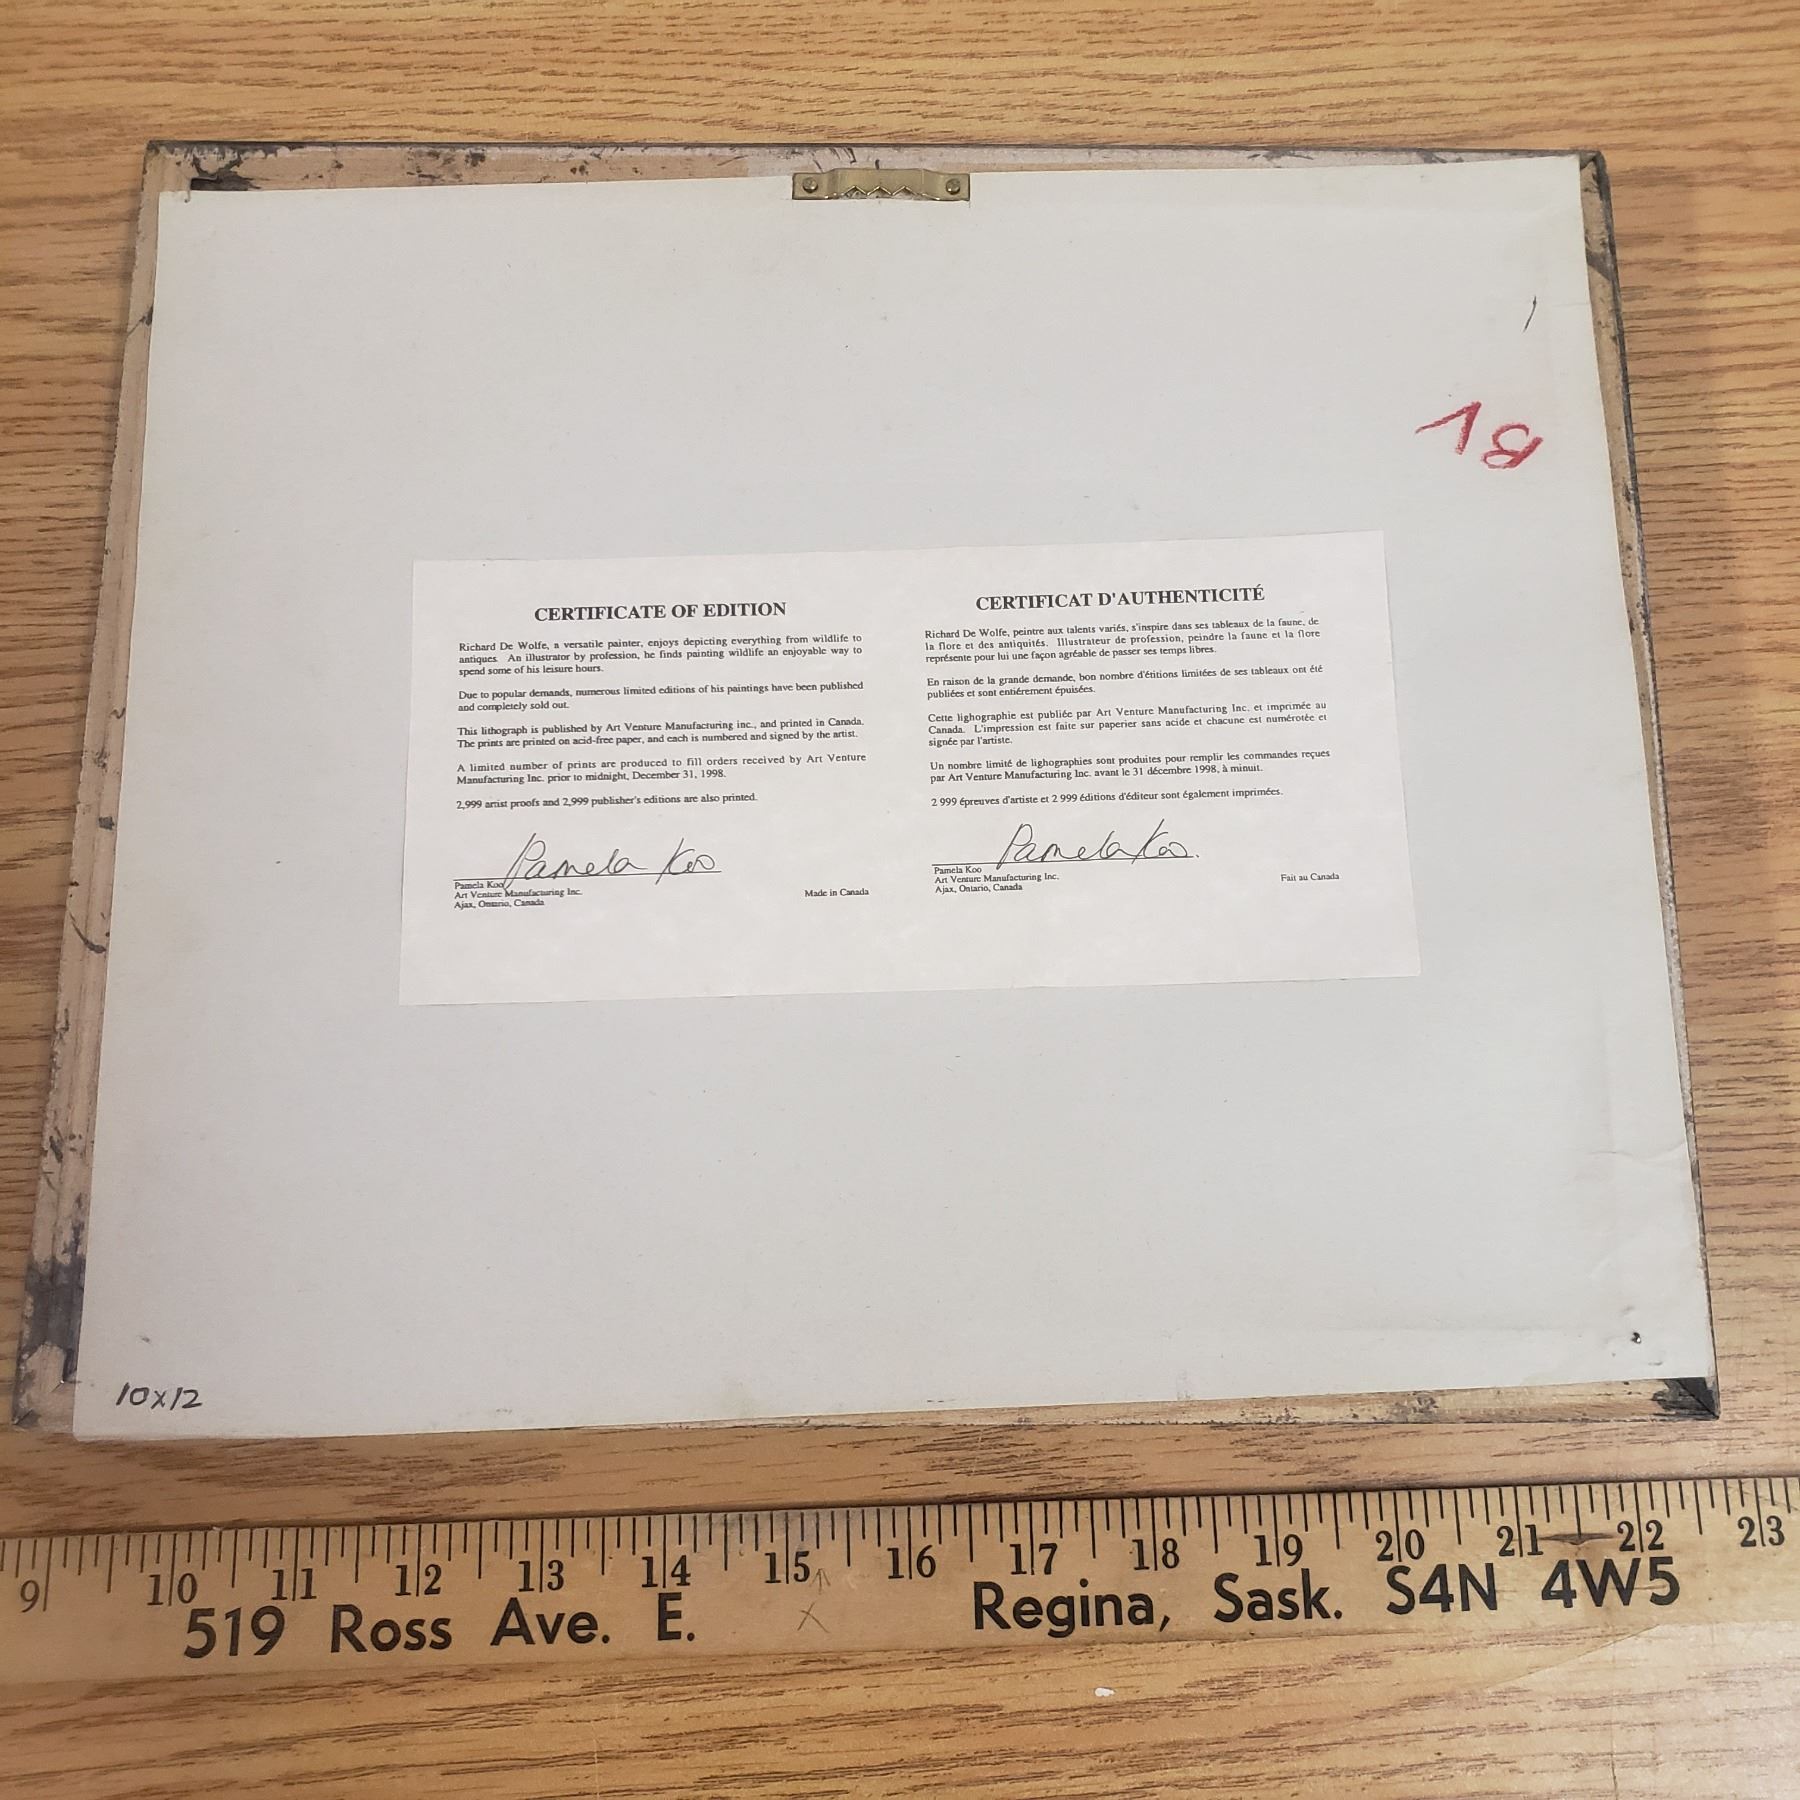 BV
CERTIFICATE OF EDITION
Richard De Wolfe, a versatile painter, enjoys depicting everything from wildlife to
antiques. An illustrator by profession, he finds painting wildlife an enjoyable way to
spend some of his leisure hours.
Due to popular demands, numerous limited editions of his paintings have been published
and completely sold out.
This lithograph is published by Art Venture Manufacturing inc., and printed in Canada.
The prints are printed on acid-free paper, and each is numbered and signed by the artist.
A limited number of prints are produced to fill orders received by Art Venture
Manufacturing Inc. prior to midnight, December 31, 1998.
2,999 artist proofs and 2,999 publisher's editions are also printed.
Pamela Koo
Pamela Koo
Art Venture Manufacturing Inc.
Ajax, Ontario, Canada
Made in Canada
CERTIFICAT D'AUTHENTICITÉ
Richard De Wolfe, peintre aux talents variés, s'inspire dans ses tableaux de la faune, de
la flore et des antiquités. Illustrateur de profession, peindre la faune et la flore
représente pour lui une façon agréable de passer ses temps libres.
En raison de la grande demande, bon nombre d'étitions limitées de ses tableaux ont été
publiées et sont entiérement épuisées.
Cette lighographie est publiée par Art Venture Manufacturing Inc. et imprimée au
Canada. L'impression est faite sur paperier sans acide et chacune est numérotée et
signée par l'artiste.
Un nombre limité de lighographies sont produites pour remplir les commandes reçues
par Art Venture Manufacturing Inc. avant le 31 décembre 1998, à minuit.
2 999 épreuves d'artiste et 2 999 éditions d'éditeur sont également imprimées.
Pamela Koo.
Pamela Koo
Art Venture Manufacturing Inc.
Ajax, Ontario, Canada
Fait au Canada
10x12
9 10 11 12 13 14 15 16 17 18 19 20 21 22 23
519 Ross Ave. E. X Regina, Sask. S4N 4W5